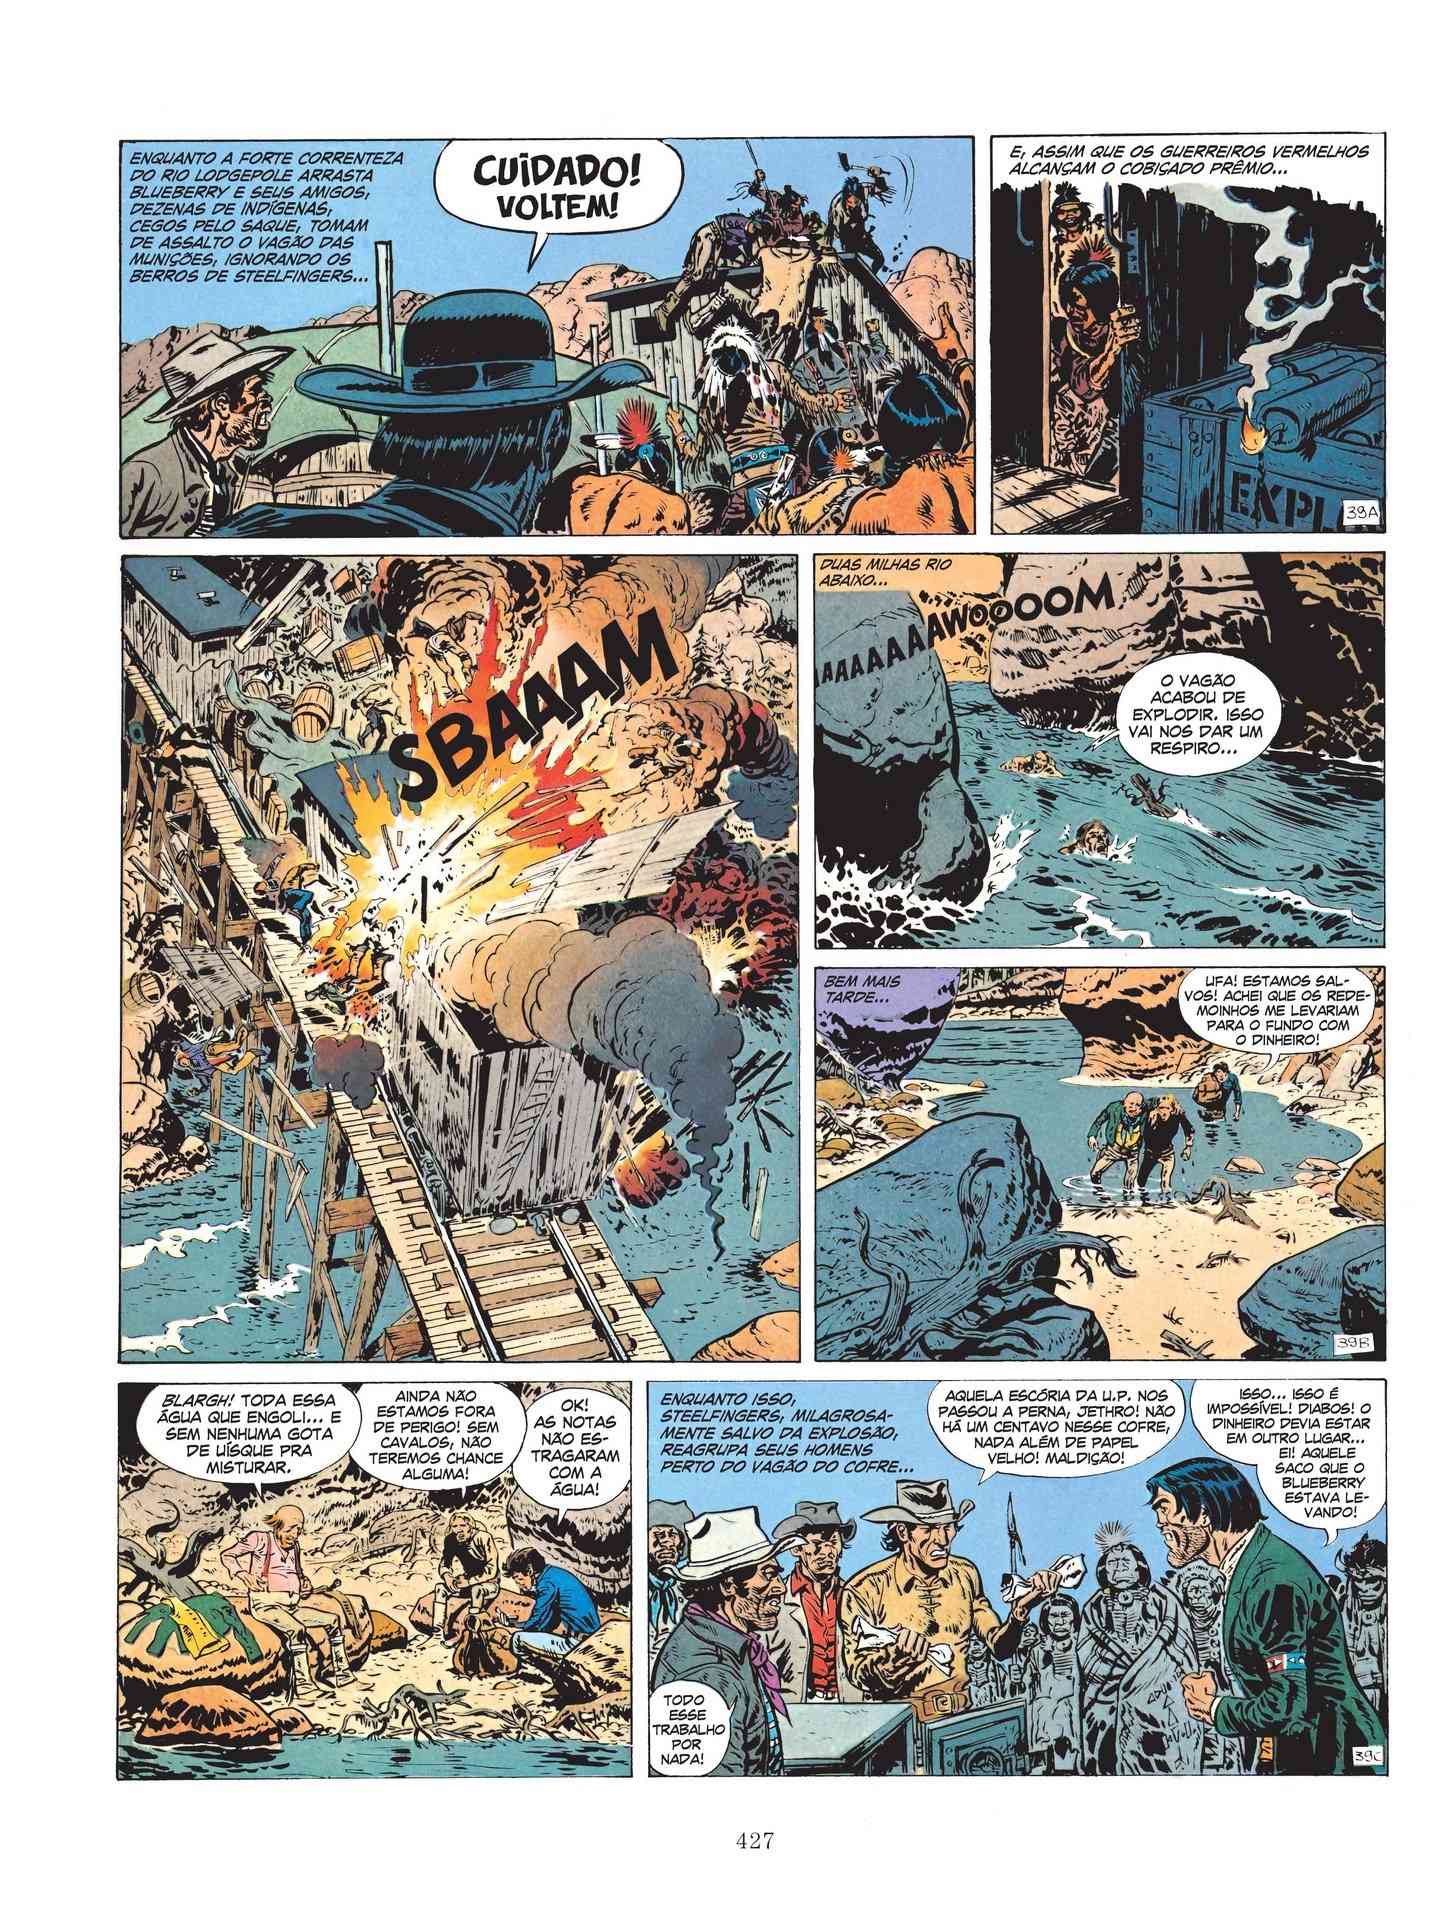 ENQUANTO A FORTE CORRENTEZA
DO RIO LODGEPOLE ARRASTA
BLUEBERRY E SEUS AMIGOS,
DEZENAS DE INDÍGENAS,
CEGOS PELO SAQUE, TOMAM
DE ASSALTO O VAGÃO DAS
MUNIÇÕES, IGNORANDO OS
BERROS DE STEELFINGERS...
CUIDADO!
VOLTEM!
E, ASSIM QUE OS GUERREIROS VERMELHOS
ALCANÇAM O COBIÇADO PRÊMIO...
EXPL
39A
SBAAAM
DUAS MILHAS RIO
ABAIXO...
AAAAAAAAWOOOOOM
O VAGÃO
ACABOU DE
EXPLODIR. ISSO
VAI NOS DAR UM
RESPIRO...
BEM MAIS
TARDE...
UFA! ESTAMOS SAL-
VOS! ACHEI QUE OS REDE-
MOINHOS ME LEVARIAM
PARA O FUNDO COM
O DINHEIRO!
39B
BLARGH! TODA ESSA
ÁGUA QUE ENGOLI... E
SEM NENHUMA GOTA
DE UÍSQUE PRA
MISTURAR.
AINDA NÃO
ESTAMOS FORA
DE PERIGO! SEM
CAVALOS, NÃO
TEREMOS CHANCE
ALGUMA!
OK!
AS NOTAS
NÃO ES-
TRAGARAM
COM A
ÁGUA!
ENQUANTO ISSO,
STEELFINGERS, MILAGROSA-
MENTE SALVO DA EXPLOSÃO,
REAGRUPA SEUS HOMENS
PERTO DO VAGÃO DO COFRE...
AQUELA ESCÓRIA DA U.P. NOS
PASSOU A PERNA, JETHRO! NÃO
HÁ UM CENTAVO NESSE COFRE,
NADA ALÉM DE PAPEL
VELHO! MALDIÇÃO!
ISSO... ISSO É
IMPOSSÍVEL! DIABOS! O
DINHEIRO DEVIA ESTAR
EM OUTRO LUGAR...
EI! AQUELE
SACO QUE O
BLUEBERRY
ESTAVA LE-
VANDO!
TODO
ESSE
TRABALHO
POR
NADA!
39C
427